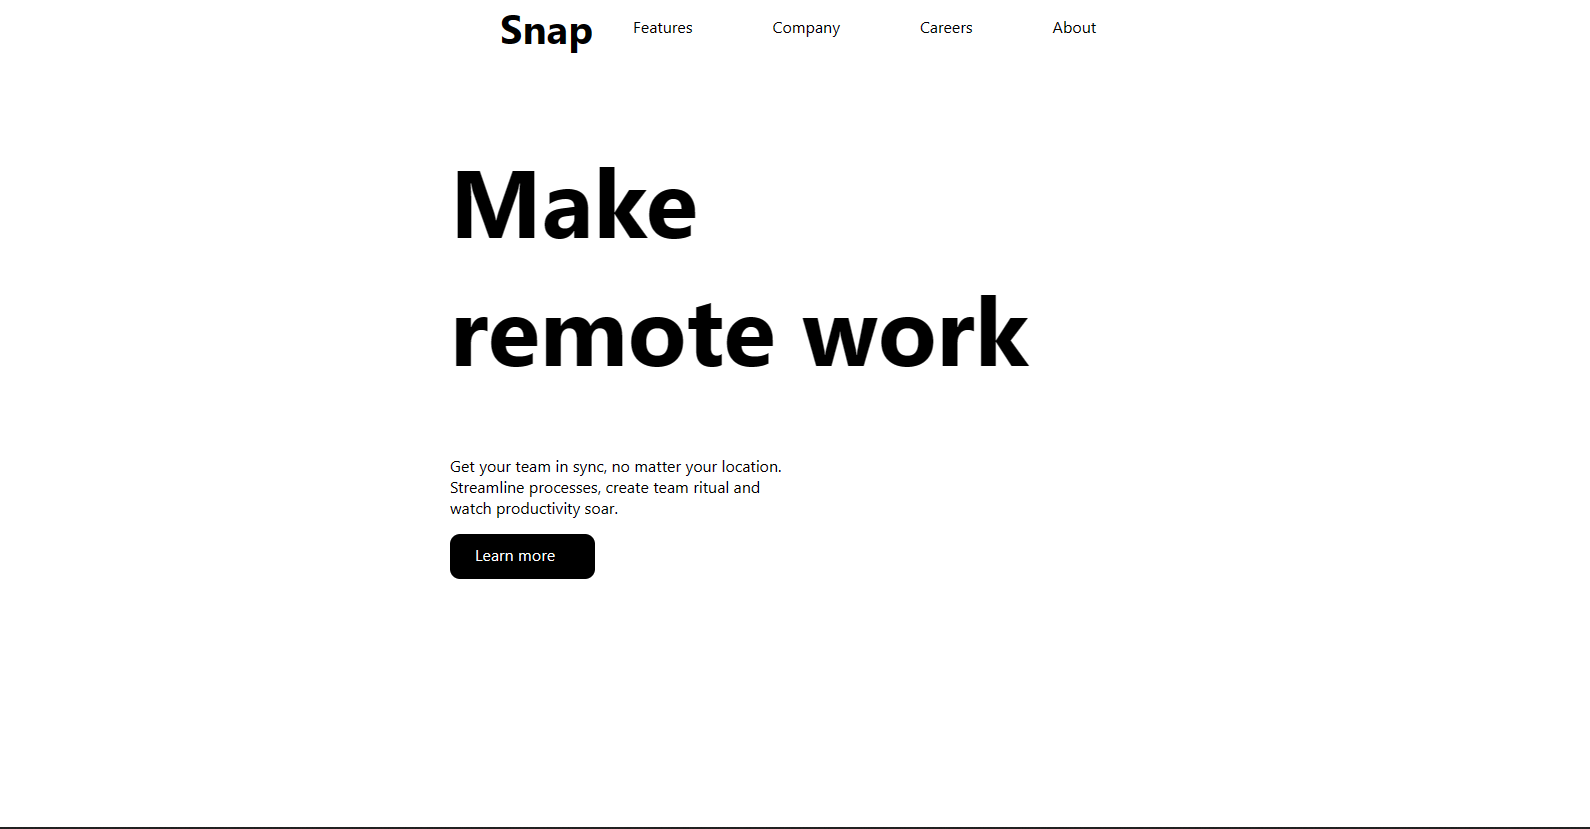 Snap Features Company Careers About
Make
remote work
Get your team in sync, no matter your location.
Streamline processes, create team ritual and
watch productivity soar.
Learn more